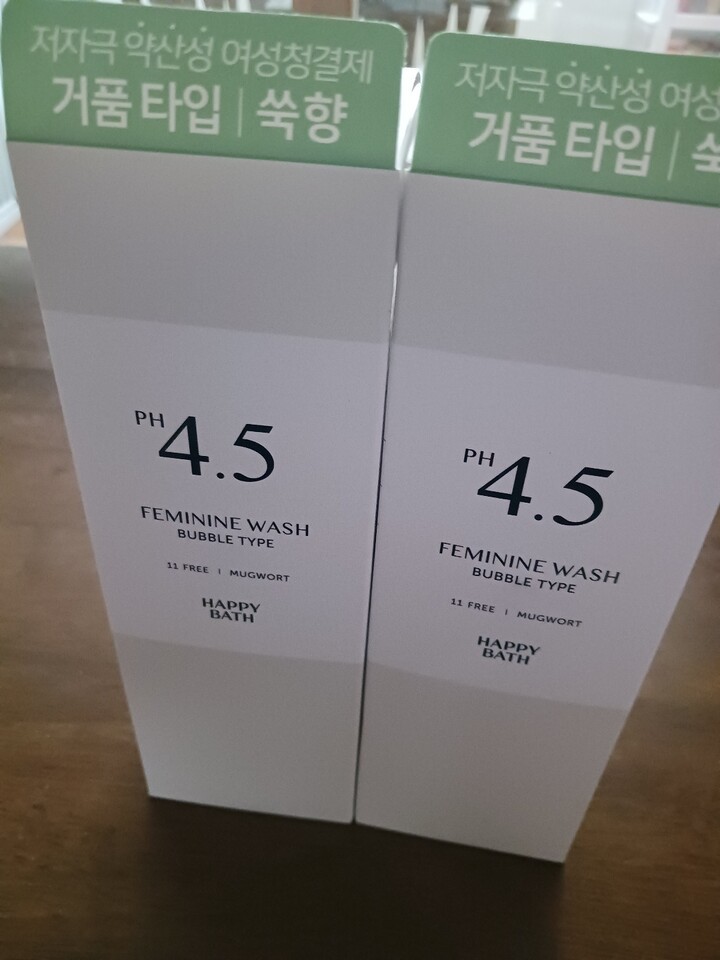 저자극 약산성 여성청결제
거품 타입 | 쑥향
PH 4.5
FEMININE WASH
BUBBLE TYPE
11 FREE | MUGWORT
HAPPY
BATH
저자극 약산성 여성
거품 타입 |
PH 4.5
FEMININE WASH
BUBBLE TYPE
11 FREE | MUGWORT
HAPPY
BATH